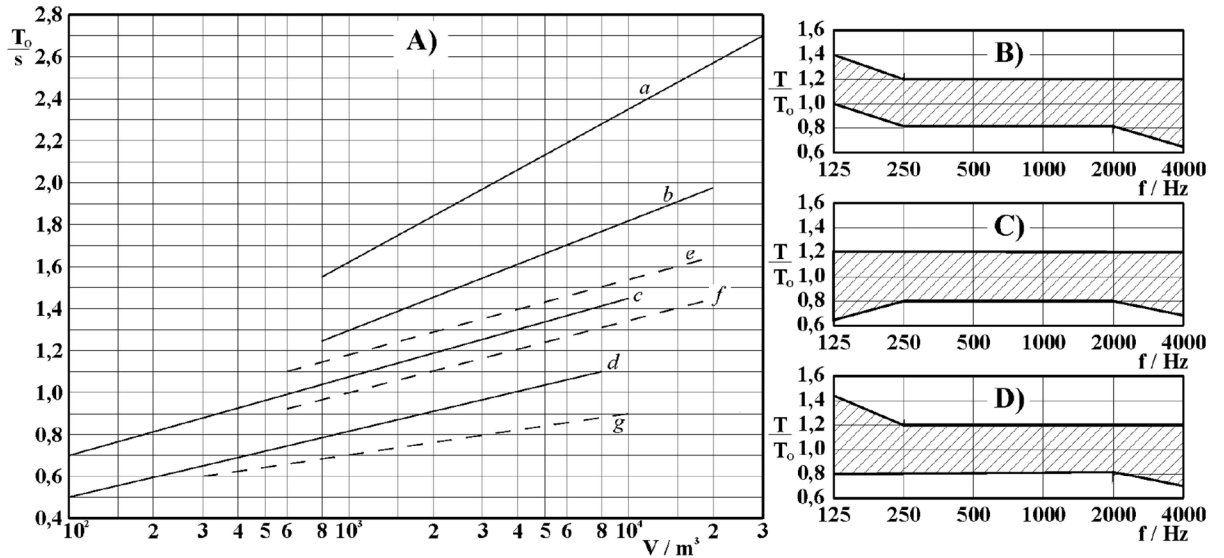 2,8
T₀
s
2,6
2,4
2,2
2,0
1,8
1,6
1,4
1,2
1,0
0,8
0,6
0,4
A)
a
b
e
c
f
d
g
10² 2 3 4 5 6 8 10³ 2 3 4 5 6 8 10⁴ 2 3
V / m³
B)
1,6
1,4
1,2
1,0
0,8
0,6
T
T₀
125 250 500 1000 2000 4000
f / Hz
C)
1,6
1,4
1,2
1,0
0,8
0,6
T
T₀
125 250 500 1000 2000 4000
f / Hz
D)
1,6
1,4
1,2
1,0
0,8
0,6
T
T₀
125 250 500 1000 2000 4000
f / Hz